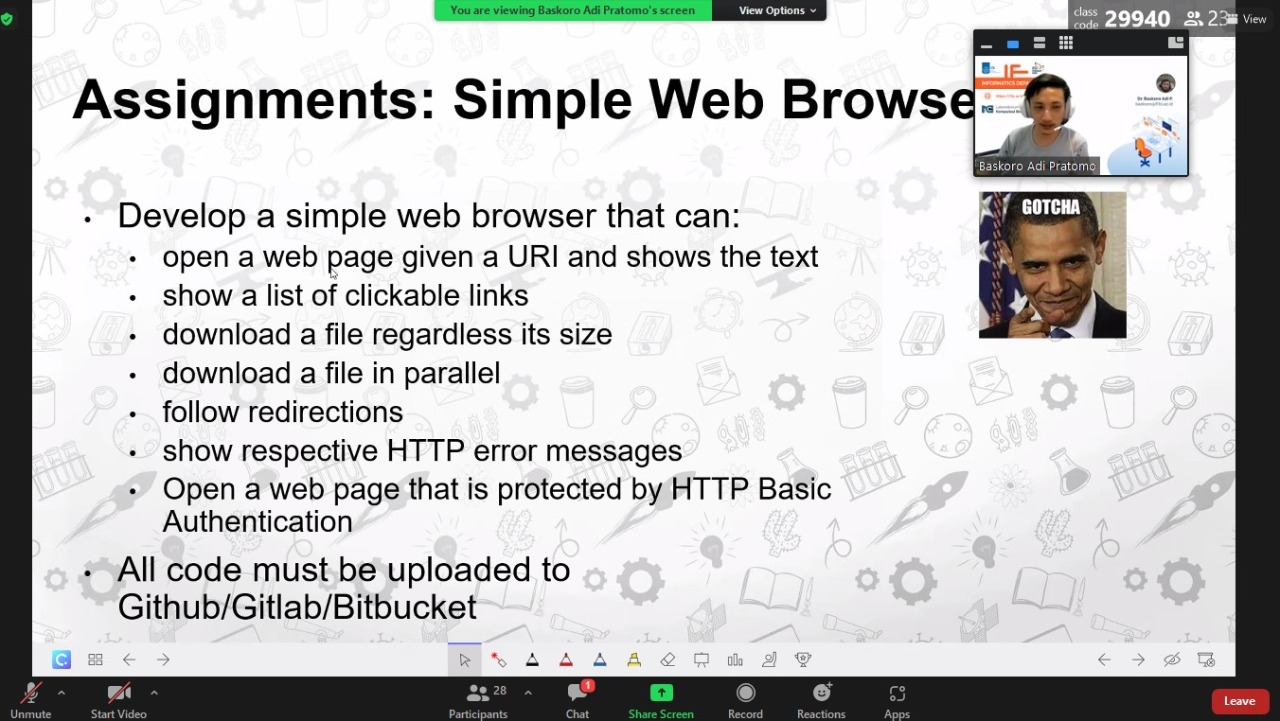 You are viewing Baskoro Adi Pratomo's screen
View Options
class
code 29940
23
View
Assignments: Simple Web Browse
INFORMATICS
Baskoro Adi Pratomo
GOTCHA
• Develop a simple web browser that can:
• open a web page given a URI and shows the text
• show a list of clickable links
• download a file regardless its size
• download a file in parallel
• follow redirections
• show respective HTTP error messages
• Open a web page that is protected by HTTP Basic
Authentication
• All code must be uploaded to
Github/Gitlab/Bitbucket
28
1
Unmute
Start Video
Participants
Chat
Share Screen
Record
Reactions
Apps
Leave